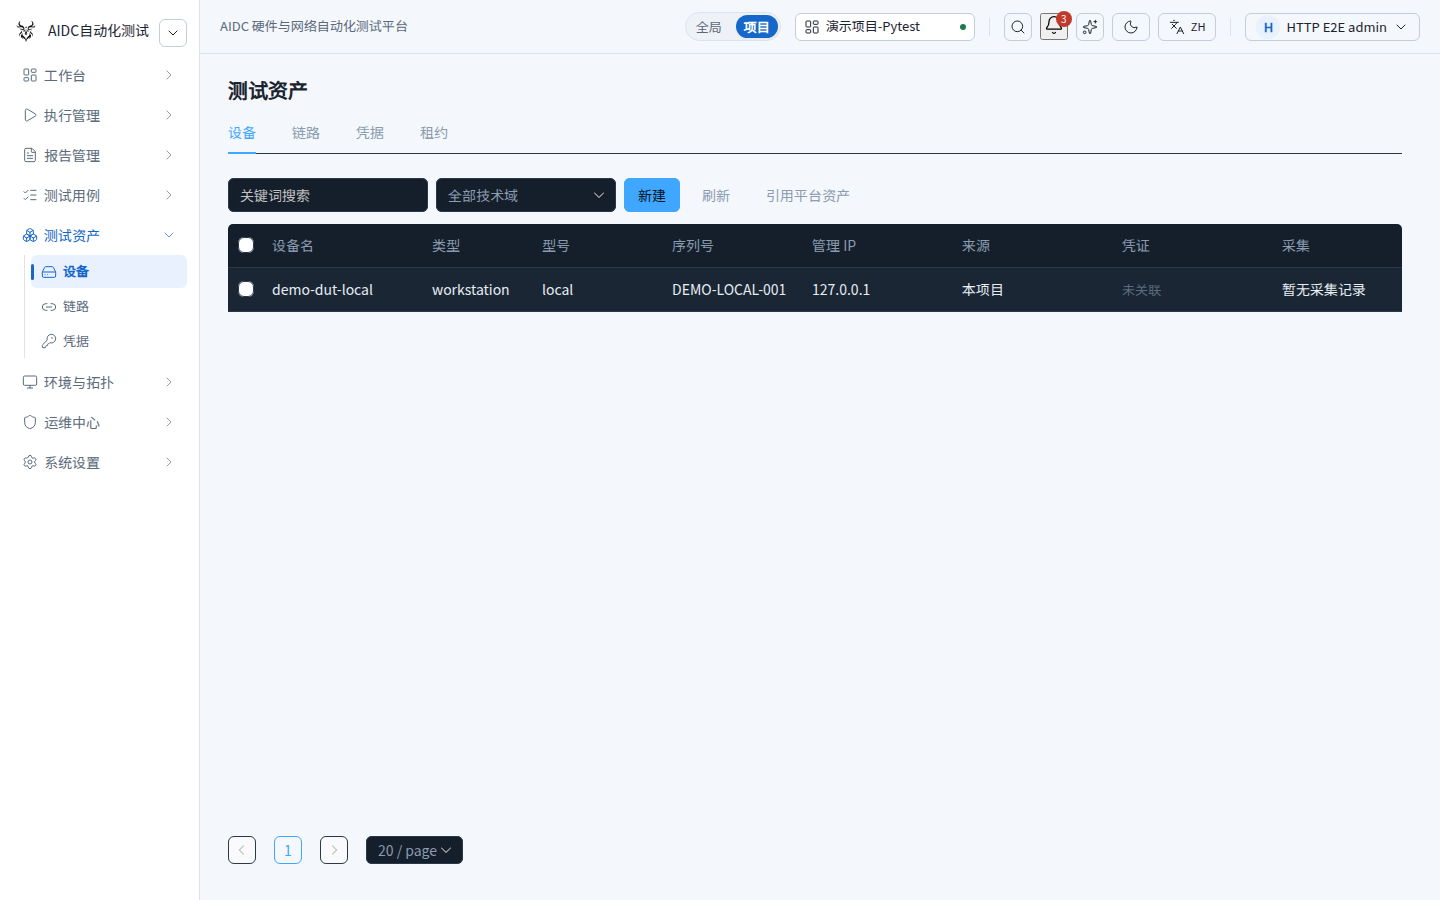 AIDC自动化测试
AIDC 硬件与网络自动化测试平台
全局
项目
演示项目-Pytest
3
ZH
H
HTTP E2E admin
工作台
执行管理
报告管理
测试用例
测试资产
设备
链路
凭据
环境与拓扑
运维中心
系统设置
测试资产
设备
链路
凭据
租约
关键词搜索
全部技术域
新建
刷新
引用平台资产
设备名
类型
型号
序列号
管理 IP
来源
凭证
采集
demo-dut-local
workstation
local
DEMO-LOCAL-001
127.0.0.1
本项目
未关联
暂无采集记录
1
20 / page